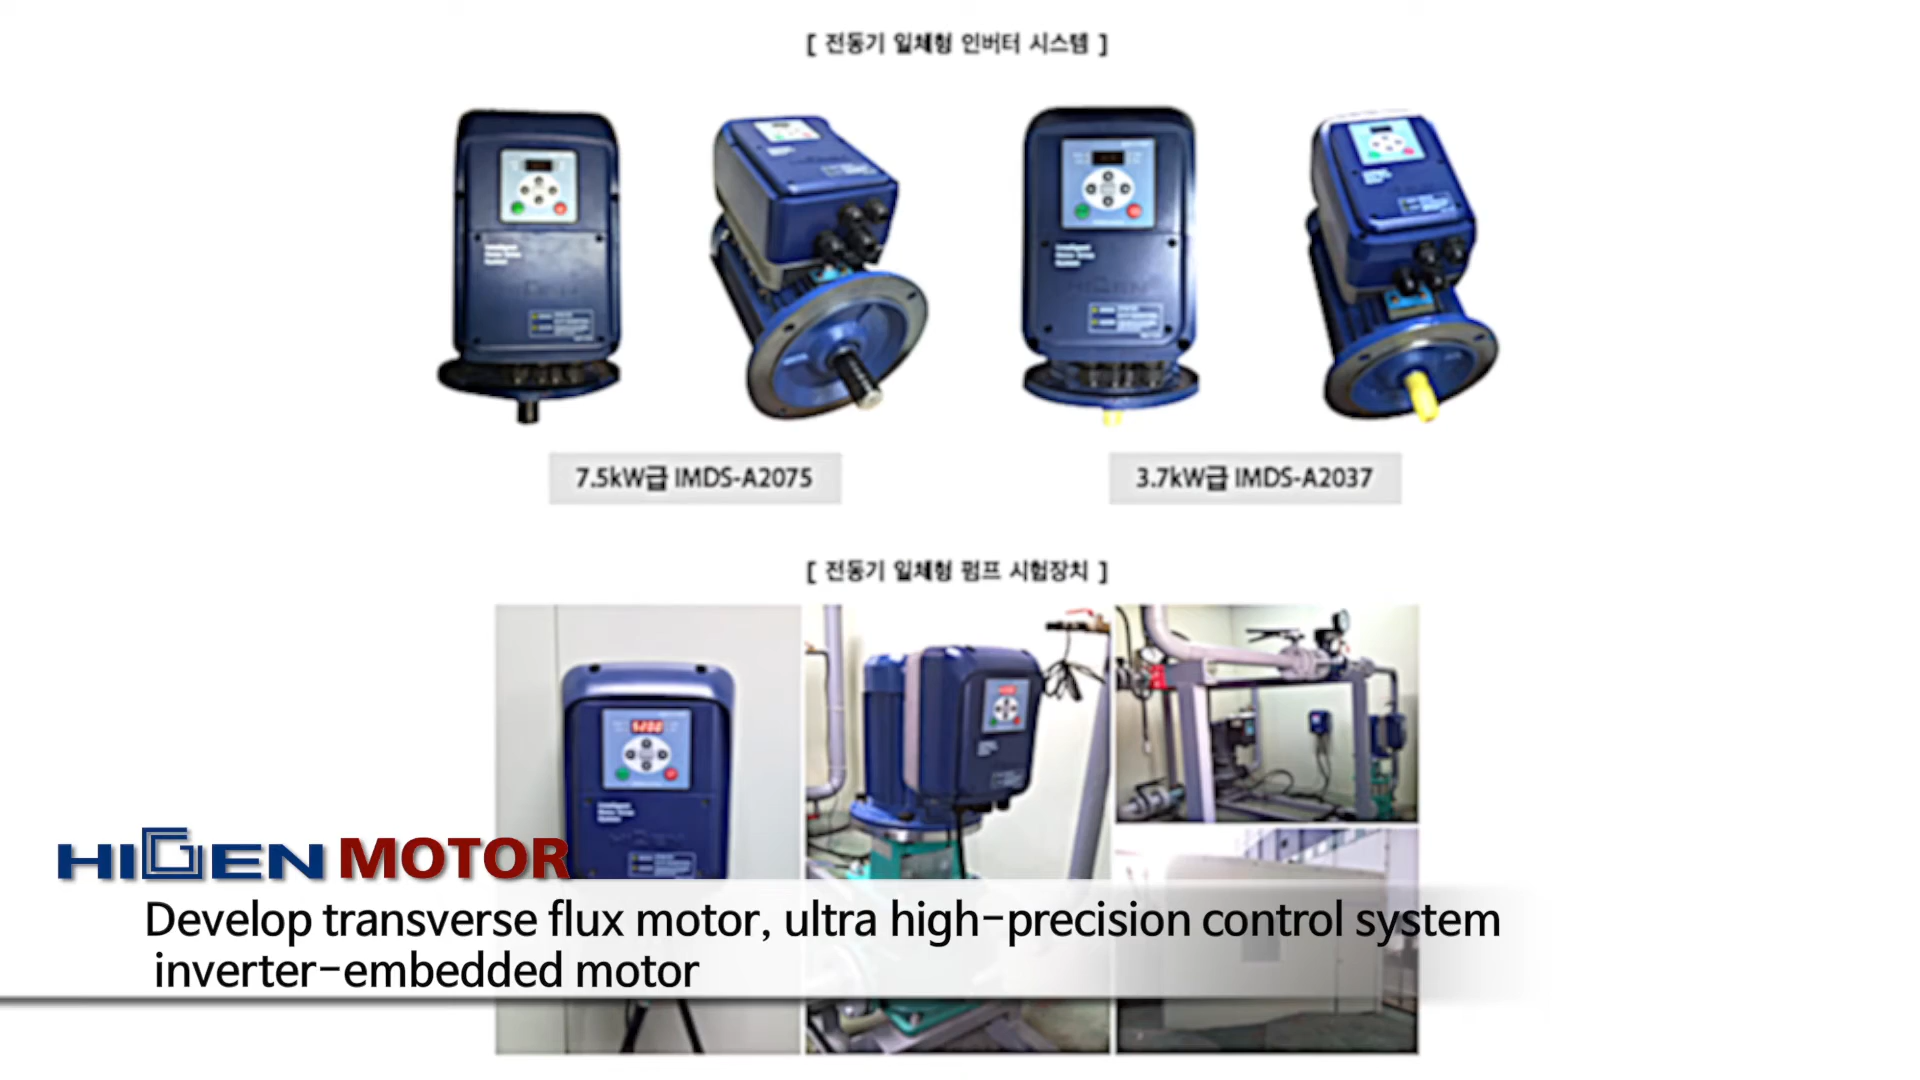 [ 전동기 일체형 인버터 시스템 ]
7.5kW급 IMDS-A2075
3.7kW급 IMDS-A2037
[ 전동기 일체형 펌프 시험장치 ]
HIGEN MOTOR
Develop transverse flux motor, ultra high-precision control system
inverter-embedded motor